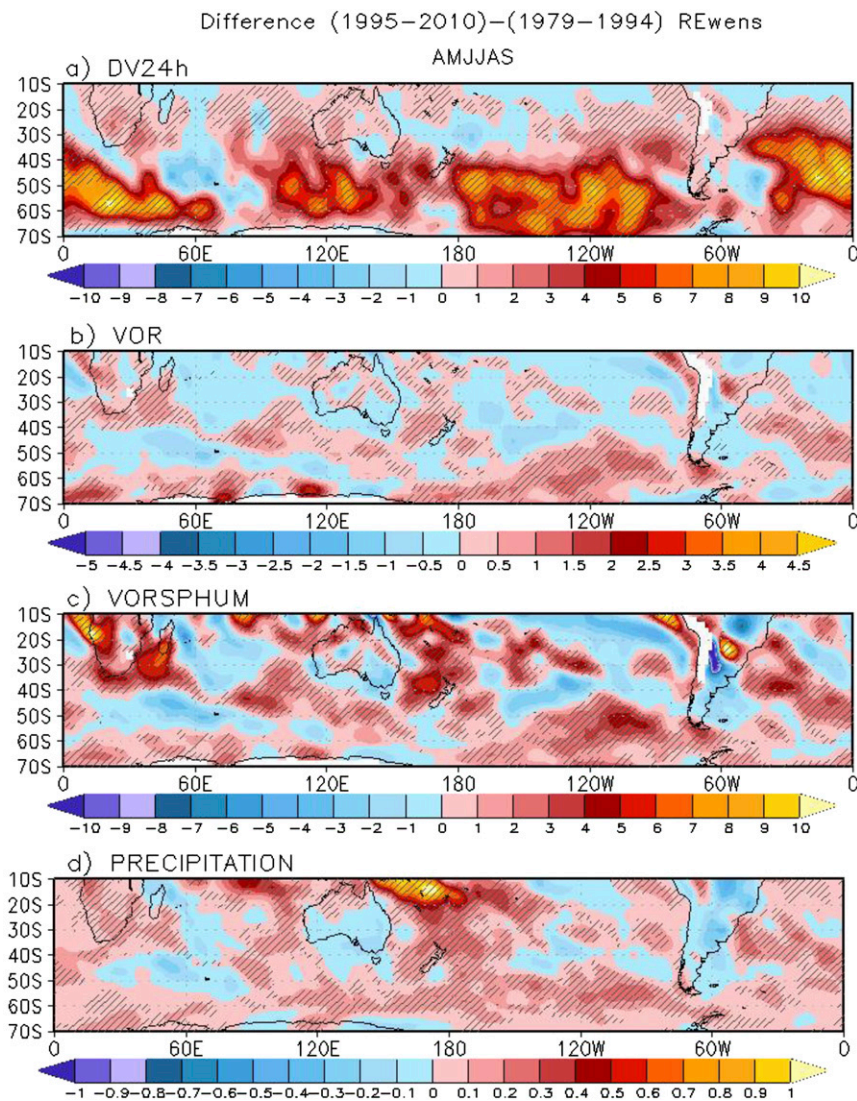 Difference (1995-2010)-(1979-1994) REwens
AMJJAS
a) DV24h
10S
20S
30S
40S
50S
60S
70S
0 60E 120E 180 120W 60W 0
-10 -9 -8 -7 -6 -5 -4 -3 -2 -1 0 1 2 3 4 5 6 7 8 9 10
b) VOR
10S
20S
30S
40S
50S
60S
70S
0 60E 120E 180 120W 60W 0
-5 -4.5 -4 -3.5 -3 -2.5 -2 -1.5 -1 -0.5 0 0.5 1 1.5 2 2.5 3 3.5 4 4.5
c) VORSPHUM
10S
20S
30S
40S
50S
60S
70S
0 60E 120E 180 120W 60W 0
-10 -9 -8 -7 -6 -5 -4 -3 -2 -1 0 1 2 3 4 5 6 7 8 9 10
d) PRECIPITATION
10S
20S
30S
40S
50S
60S
70S
0 60E 120E 180 120W 60W 0
-1 -0.9-0.8-0.7-0.6-0.5-0.4-0.3-0.2-0.1 0 0.1 0.2 0.3 0.4 0.5 0.6 0.7 0.8 0.9 1